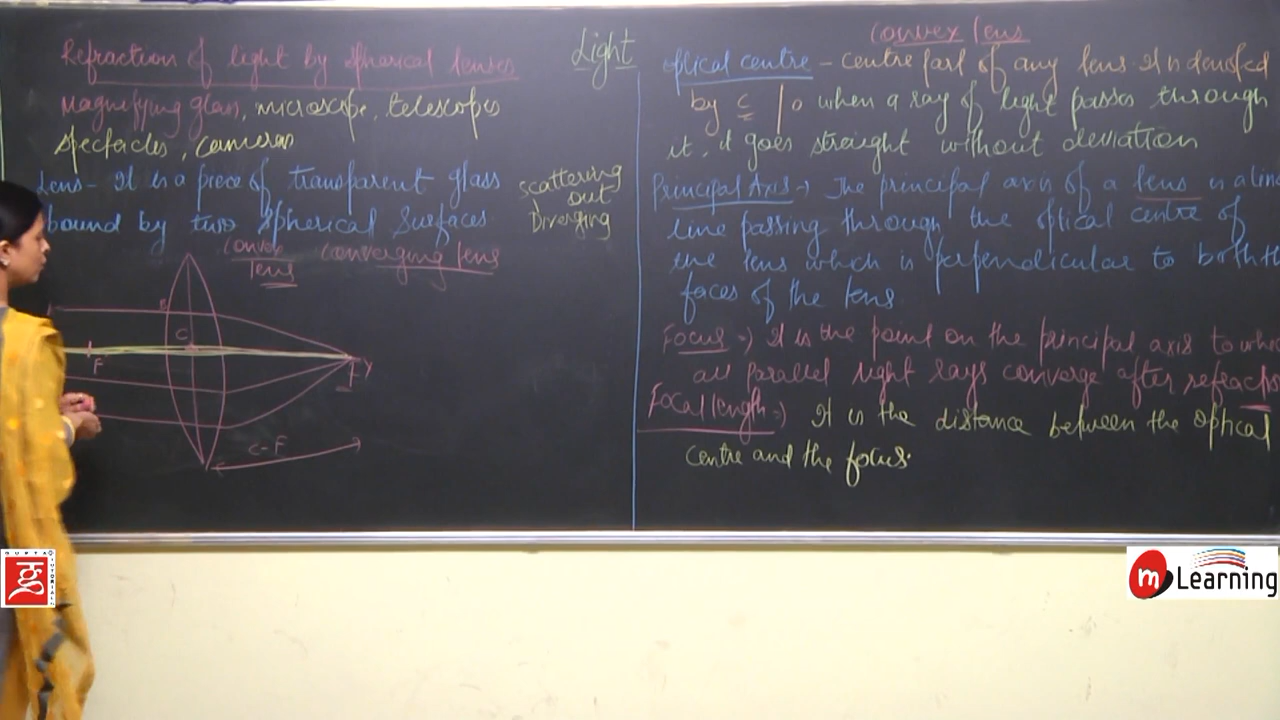 Refraction of light by spherical lenses
Magnifying glass, microscope, telescopes
Spectacles, cameras
Lens - It is a piece of transparent glass
bound by two Spherical Surfaces
Convex converging lens
lens
B
C
F
F Y
C-F
Light
Scattering
out
Diverging
Convex lens
Optical centre - centre part of any lens. It is denoted
by C / O when a ray of light passes through
it, it goes straight without deviation
Principal Axis :- The principal axis of a lens is a line
line passing through the optical centre of
the lens which is perpendicular to both th
faces of the lens
Focus :- It is the point on the principal axis to whic
all parallel light rays converge after refraction
Focal length :- It is the distance between the optical
centre and the focus.
GUPTA TUTORIALS
m Learning